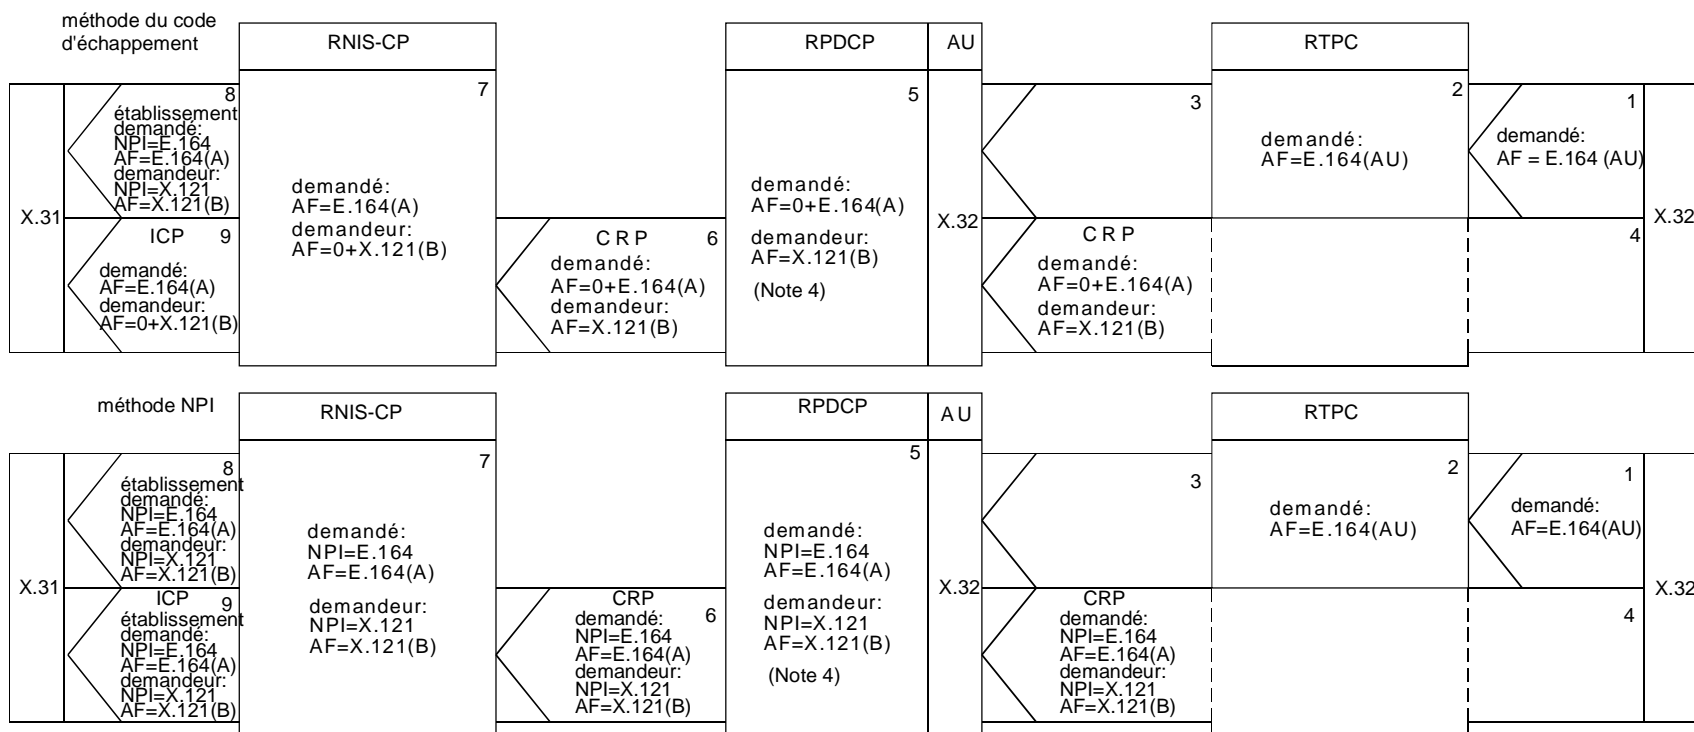 méthode du code
d'échappement
RNIS-CP
RPDCP
AU
RTPC
X.31
8
établissement
demandé:
NPI=E.164
AF=E.164(A)
demandeur:
NPI=X.121
AF=X.121(B)
ICP 9
demandé:
AF=E.164(A)
demandeur:
AF=0+X.121(B)
7
demandé:
AF=E.164(A)
demandeur:
AF=0+X.121(B)
CRP 6
demandé:
AF=0+E.164(A)
demandeur:
AF=X.121(B)
5
demandé:
AF=0+E.164(A)
demandeur:
AF=X.121(B)
(Note 4)
X.32
3
CRP
demandé:
AF=0+E.164(A)
demandeur:
AF=X.121(B)
2
demandé:
AF=E.164(AU)
1
demandé:
AF = E.164 (AU)
4
X.32
méthode NPI
RNIS-CP
RPDCP
AU
RTPC
X.31
8
établissement
demandé:
NPI=E.164
AF=E.164(A)
demandeur:
NPI=X.121
AF=X.121(B)
ICP 9
établissement
demandé:
NPI=E.164
AF=E.164(A)
demandeur:
NPI=X.121
AF=X.121(B)
7
demandé:
NPI=E.164
AF=E.164(A)
demandeur:
NPI=X.121
AF=X.121(B)
CRP
6
demandé:
NPI=E.164
AF=E.164(A)
demandeur:
NPI=X.121
AF=X.121(B)
5
demandé:
NPI=E.164
AF=E.164(A)
demandeur:
NPI=X.121
AF=X.121(B)
(Note 4)
X.32
3
CRP
demandé:
NPI=E.164
AF=E.164(A)
demandeur:
NPI=X.121
AF=X.121(B)
2
demandé:
AF=E.164(AU)
1
demandé:
AF=E.164(AU)
4
X.32